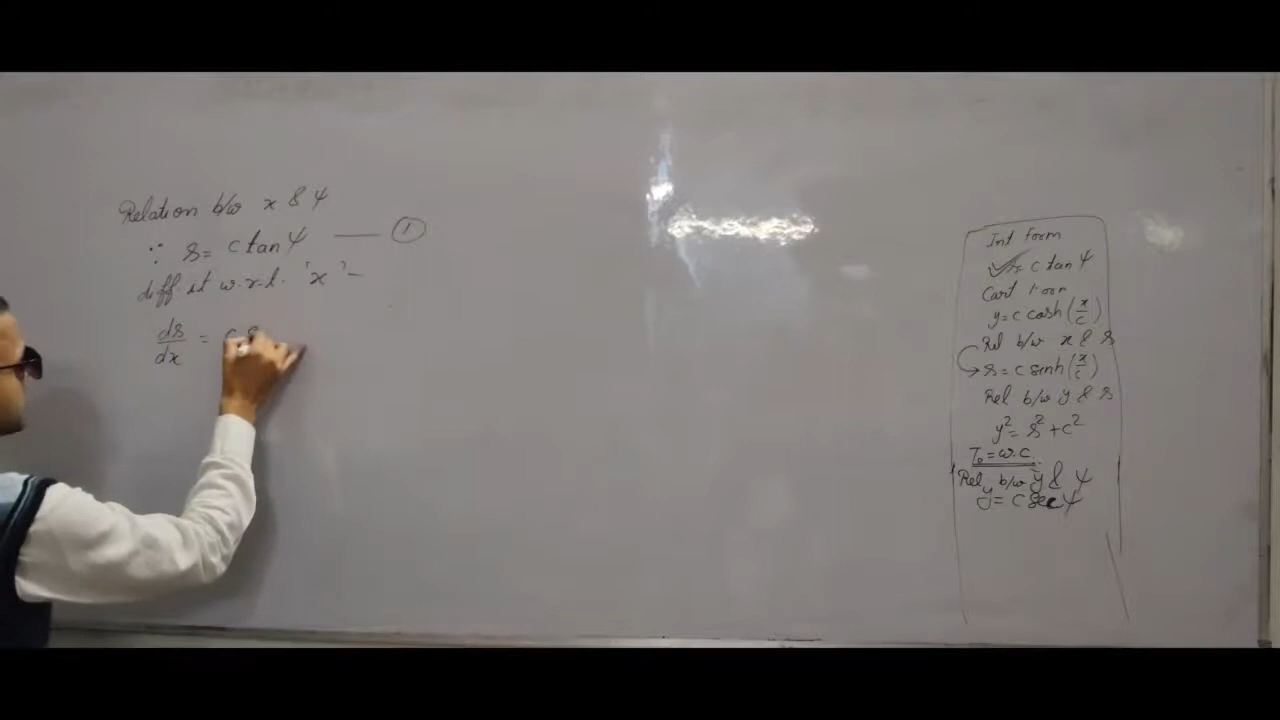 Relation b/w x & ψ
∵ s = c tan ψ —— ①
diff it w.r.t. 'x' –
ds/dx = c s
Int Form
✓ s = c tan ψ
Cart Form
y = c cosh (x/c)
Rel b/w x & s
→ s = c sinh (x/c)
Rel b/w y & s
y² = s² + c²
T₀ = w.c.
Rel b/w y & ψ
y = c sec ψ